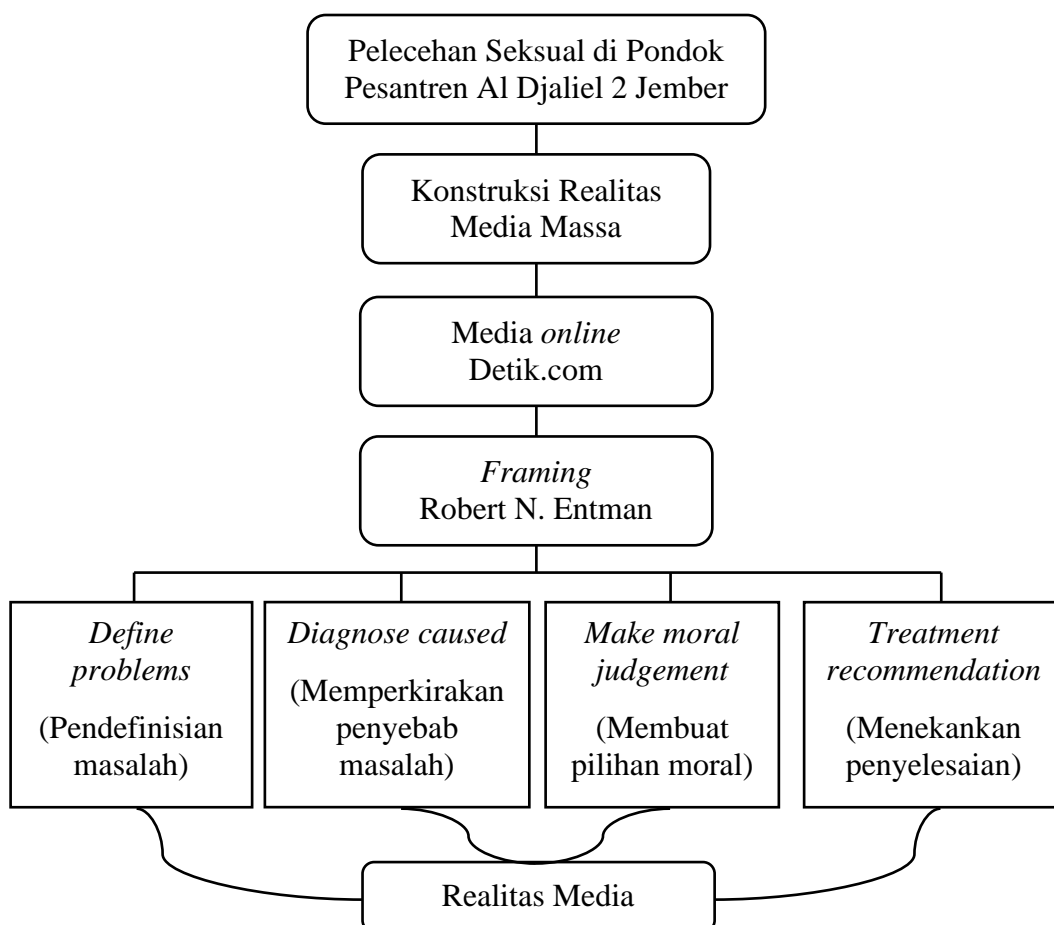 Pelecehan Seksual di Pondok
Pesantren Al Djaliel 2 Jember
Konstruksi Realitas
Media Massa
Media online
Detik.com
Framing
Robert N. Entman
Define
problems
(Pendefinisian
masalah)
Diagnose caused
(Memperkirakan
penyebab
masalah)
Make moral
judgement
(Membuat
pilihan moral)
Treatment
recommendation
(Menekankan
penyelesaian)
Realitas Media